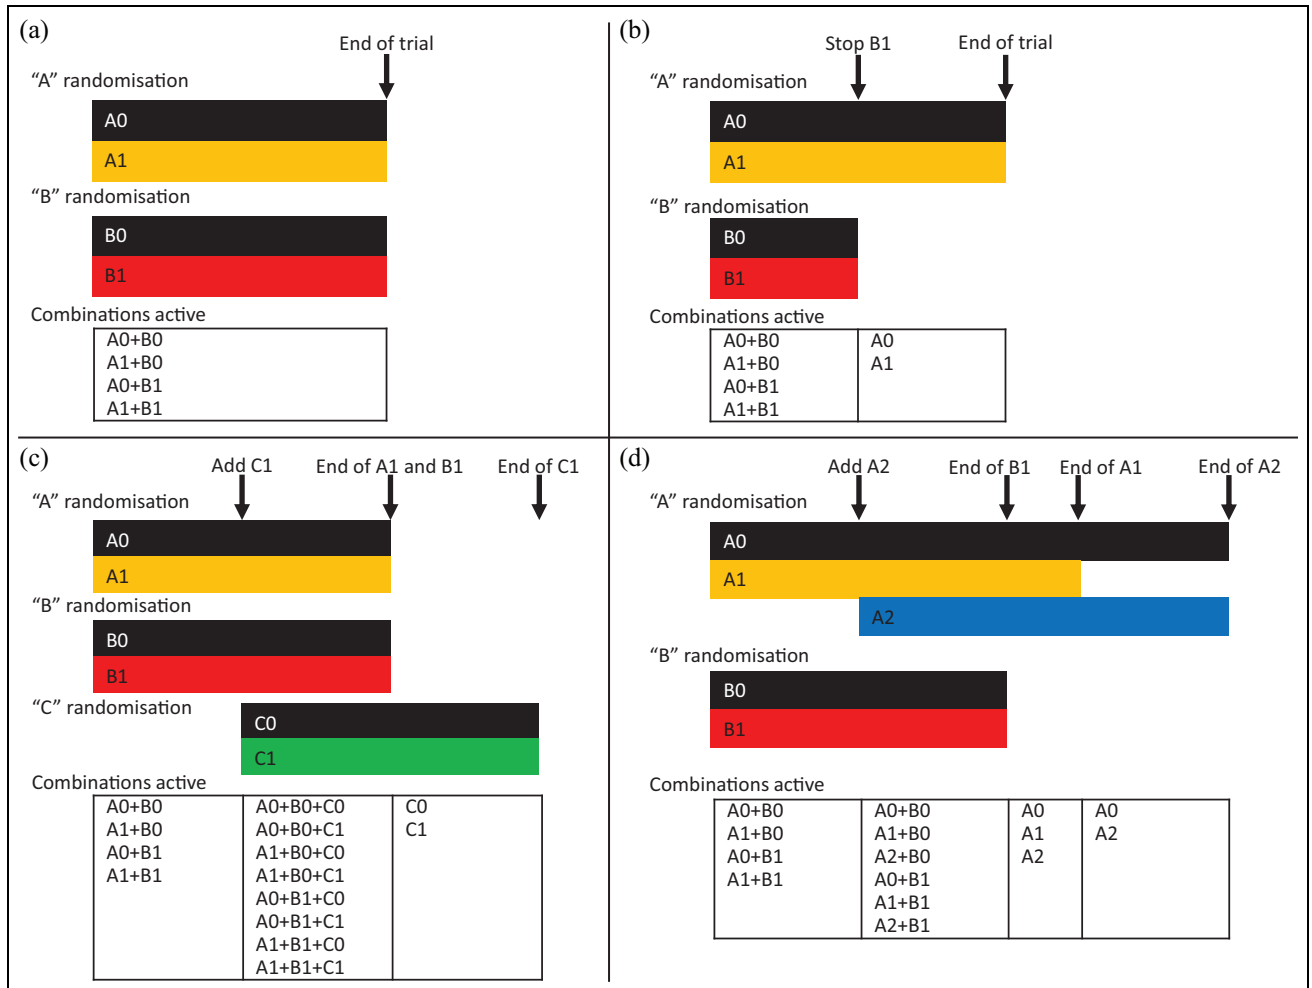 (a)
End of trial
“A” randomisation
A0
A1
“B” randomisation
B0
B1
Combinations active
A0+B0
A1+B0
A0+B1
A1+B1
(b)
Stop B1 End of trial
“A” randomisation
A0
A1
“B” randomisation
B0
B1
Combinations active
A0+B0 A0
A1+B0 A1
A0+B1
A1+B1
(c)
Add C1 End of A1 and B1 End of C1
“A” randomisation
A0
A1
“B” randomisation
B0
B1
“C” randomisation
C0
C1
Combinations active
A0+B0 A0+B0+C0 C0
A1+B0 A0+B0+C1 C1
A0+B1 A1+B0+C0
A1+B1 A1+B0+C1
A0+B1+C0
A0+B1+C1
A1+B1+C0
A1+B1+C1
(d)
Add A2 End of B1 End of A1 End of A2
“A” randomisation
A0
A1
A2
“B” randomisation
B0
B1
Combinations active
A0+B0 A0+B0 A0 A0
A1+B0 A1+B0 A1 A2
A0+B1 A2+B0 A2
A1+B1 A0+B1
A1+B1
A2+B1